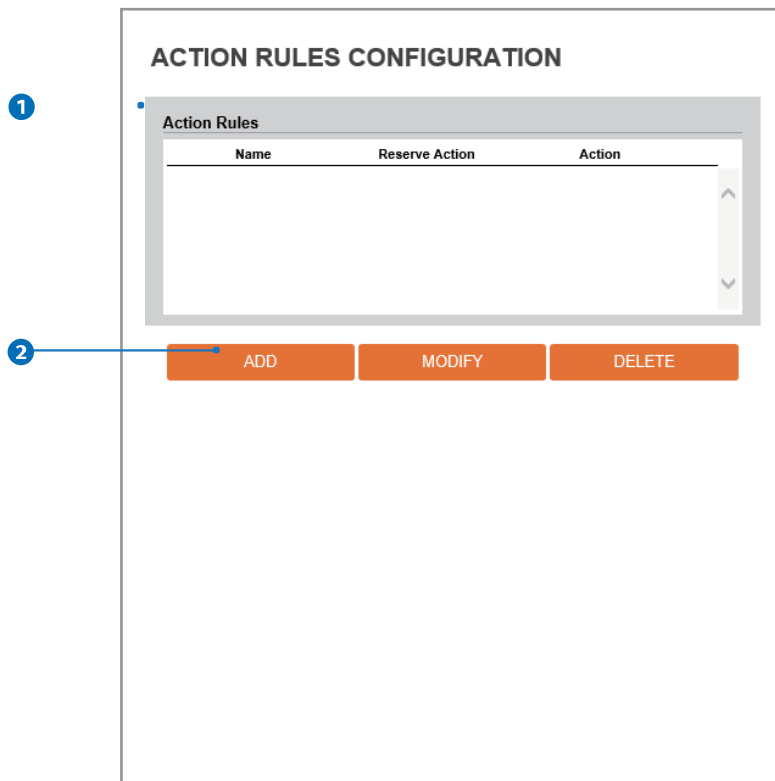 ACTION RULES CONFIGURATION
1
Action Rules
Name Reserve Action Action
2
ADD MODIFY DELETE